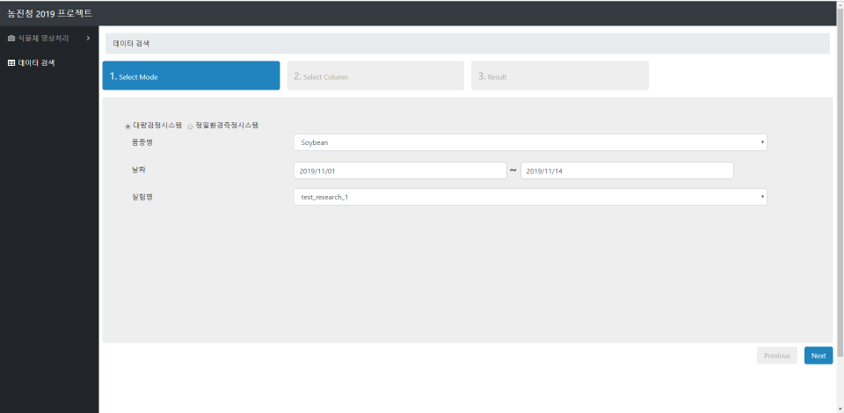 농진청 2019 프로젝트
식물체 영상처리
데이터 검색
데이터 검색
1. Select Mode
2. Select Column
3. Result
대량검정시스템 정밀환경측정시스템
품종명
Soybean
날짜
2019/11/01 ~ 2019/11/14
실험명
test_research_1
Previous
Next